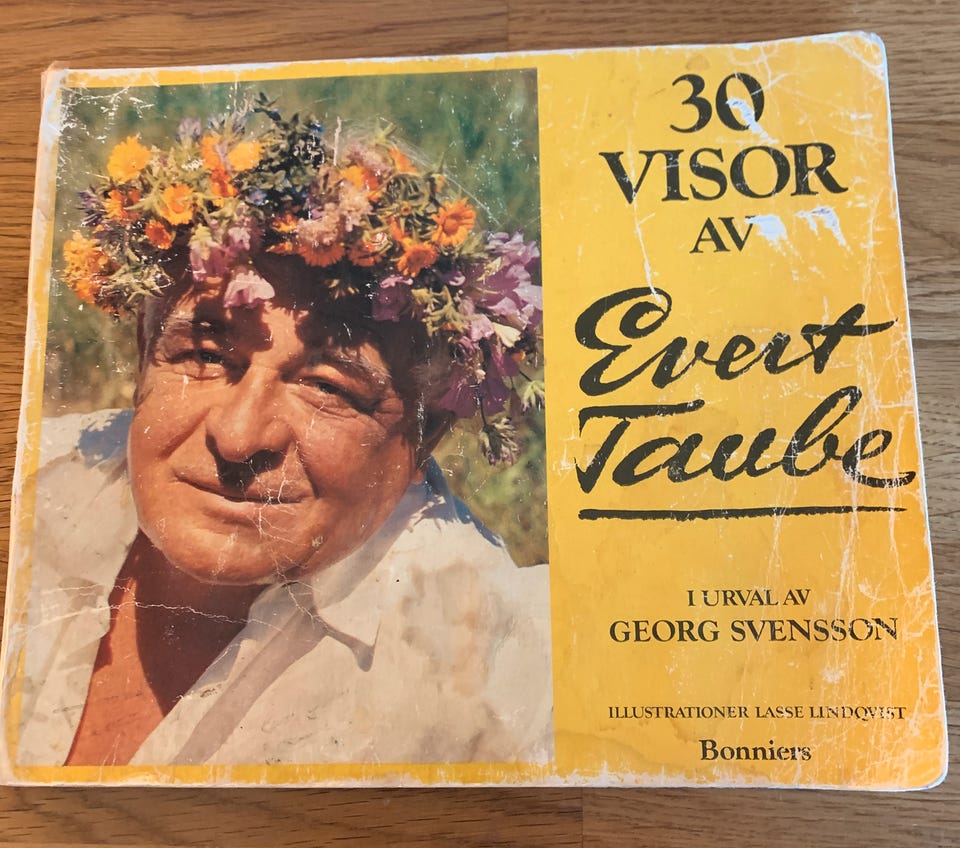 30
VISOR
AV
Evert
Taube
I URVAL AV
GEORG SVENSSON
ILLUSTRATIONER LASSE LINDQVIST
Bonniers